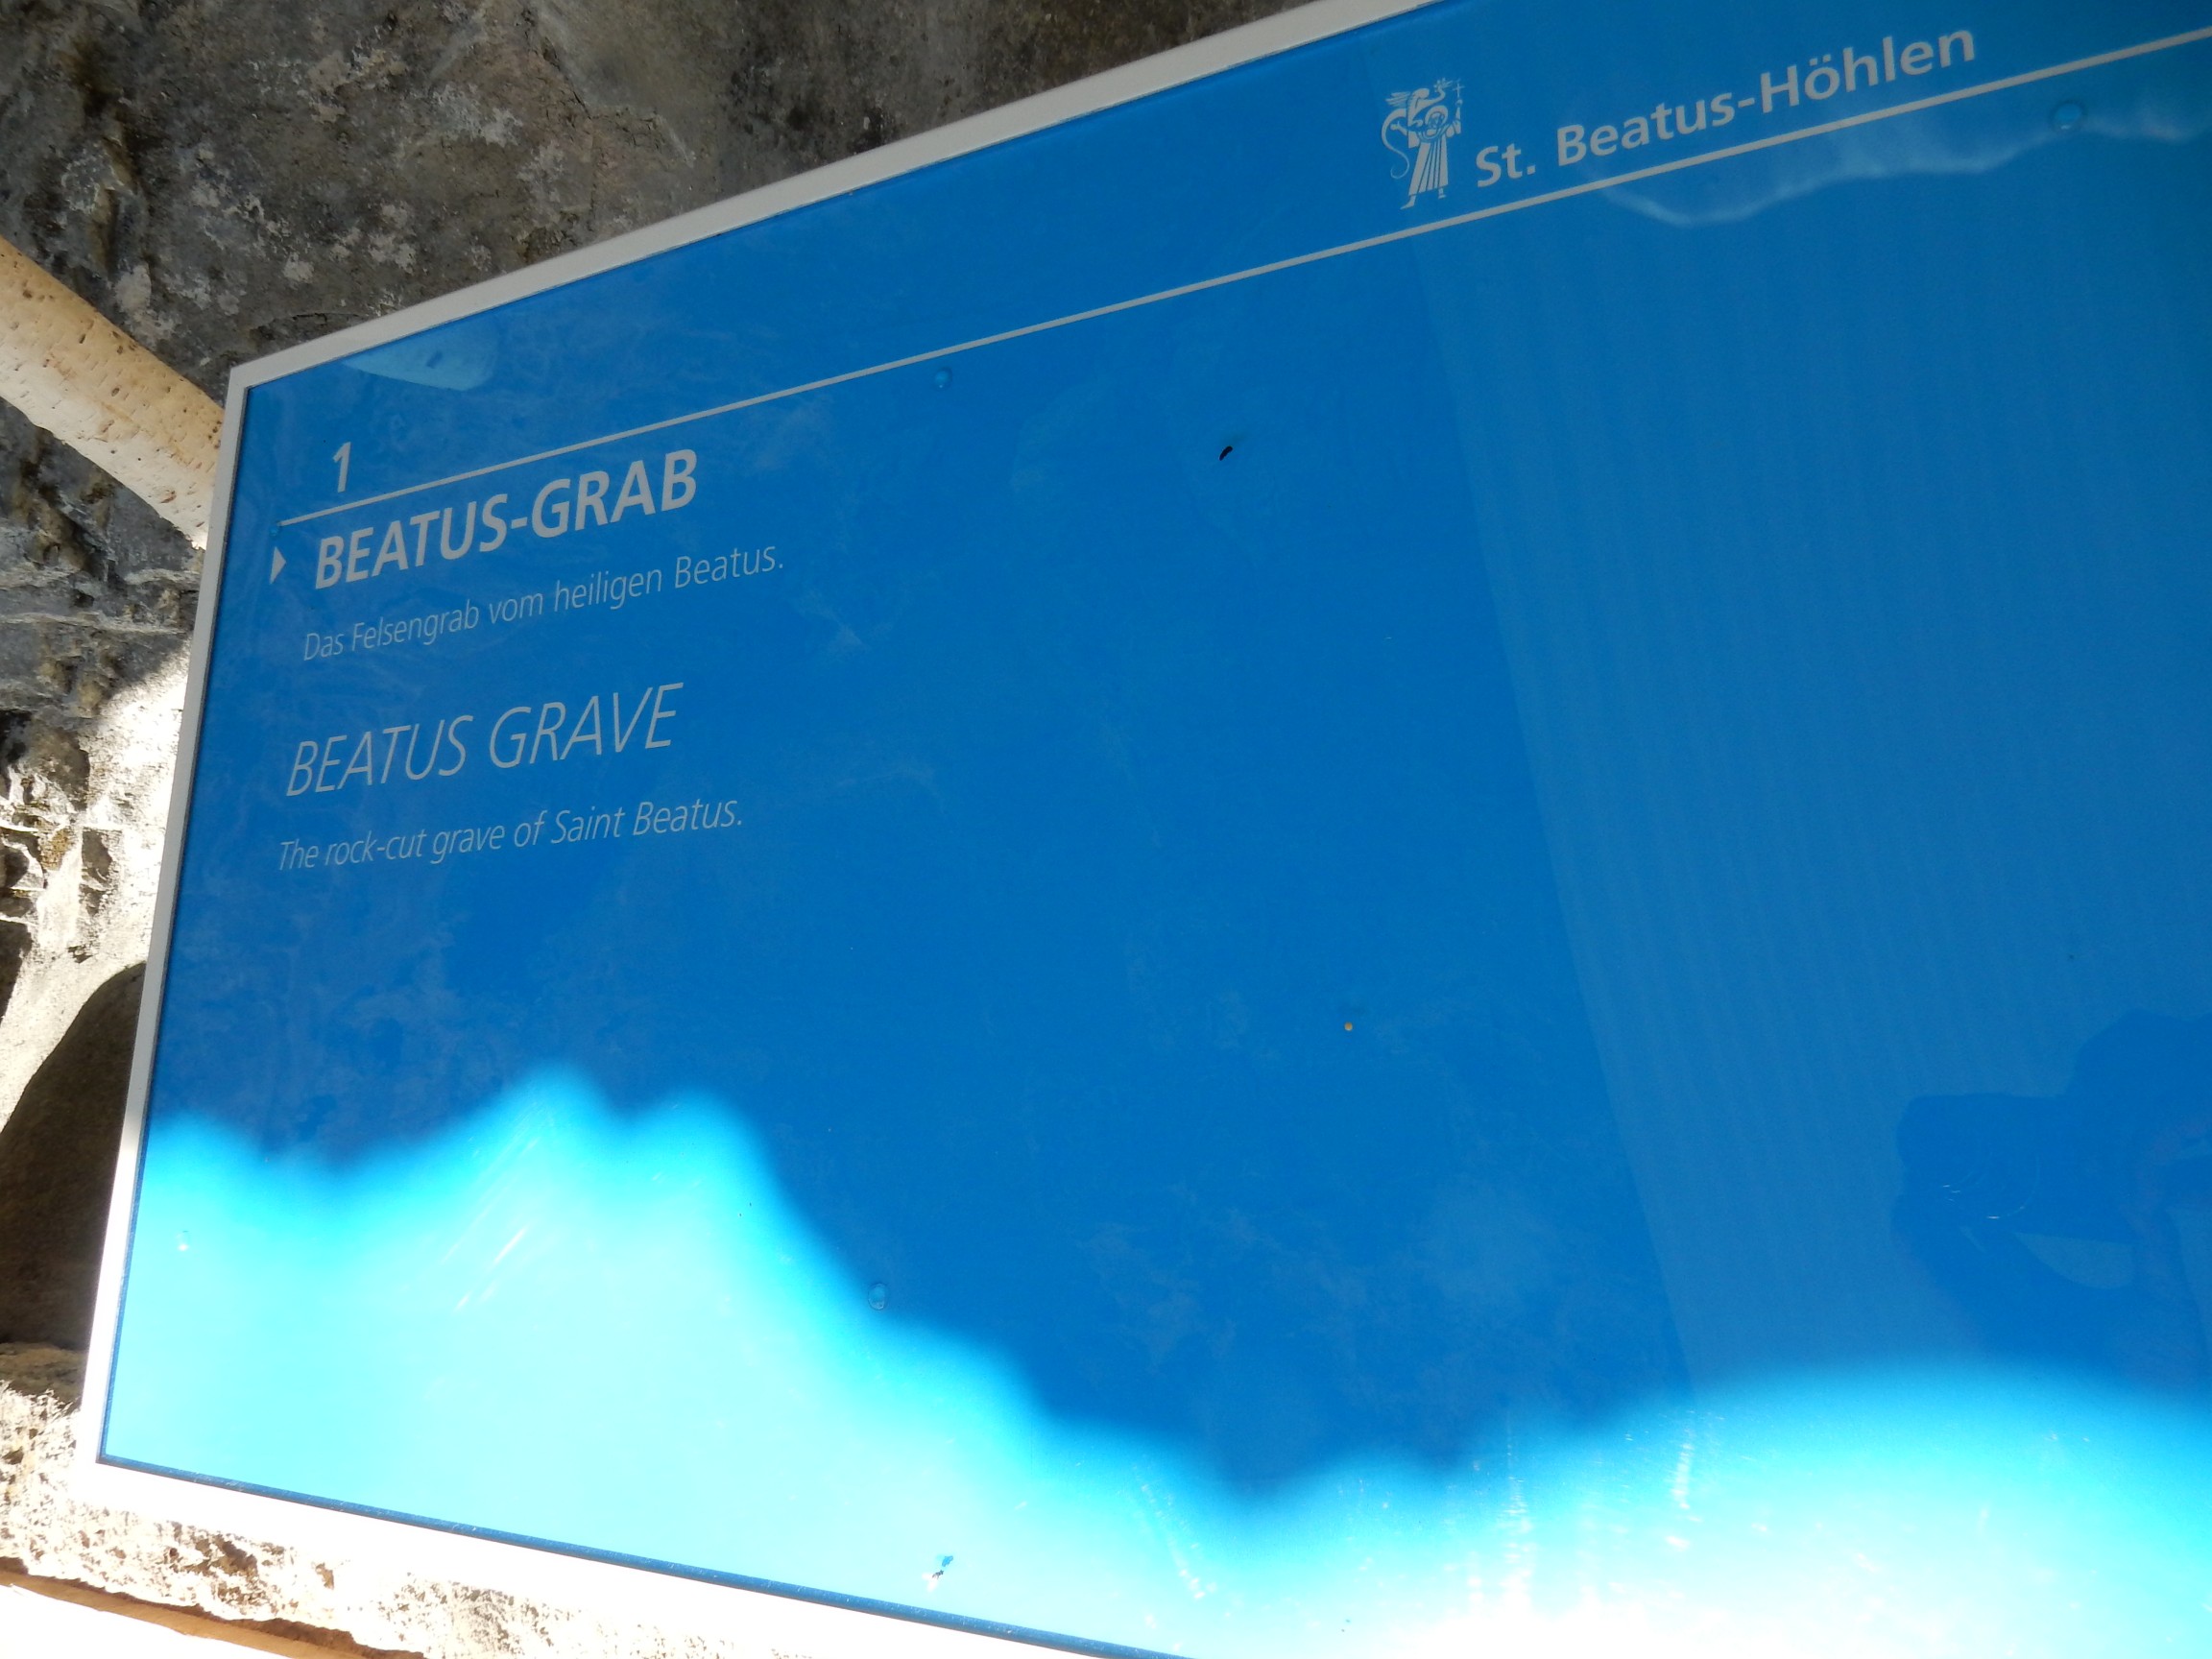 St. Beatus-Höhlen
1
BEATUS-GRAB
Das Felsengrab vom heiligen Beatus.
BEATUS GRAVE
The rock-cut grave of Saint Beatus.